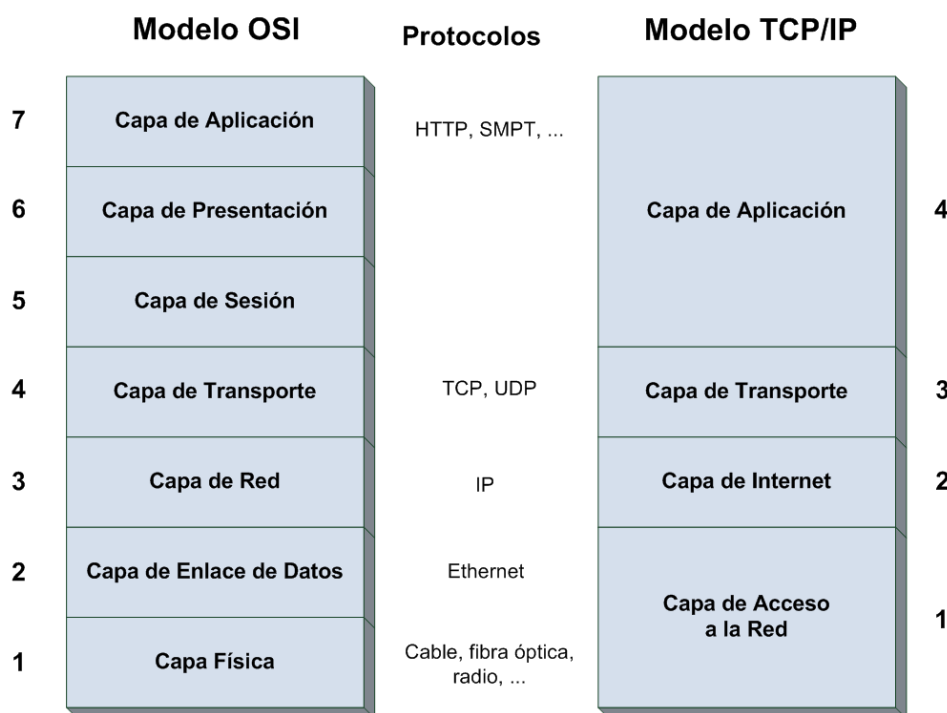 Modelo OSI
Protocolos
Modelo TCP/IP
7
Capa de Aplicación
HTTP, SMPT, ...
6
Capa de Presentación
Capa de Aplicación
4
5
Capa de Sesión
4
Capa de Transporte
TCP, UDP
Capa de Transporte
3
3
Capa de Red
IP
Capa de Internet
2
2
Capa de Enlace de Datos
Ethernet
Capa de Acceso
a la Red
1
1
Capa Física
Cable, fibra óptica,
radio, ...